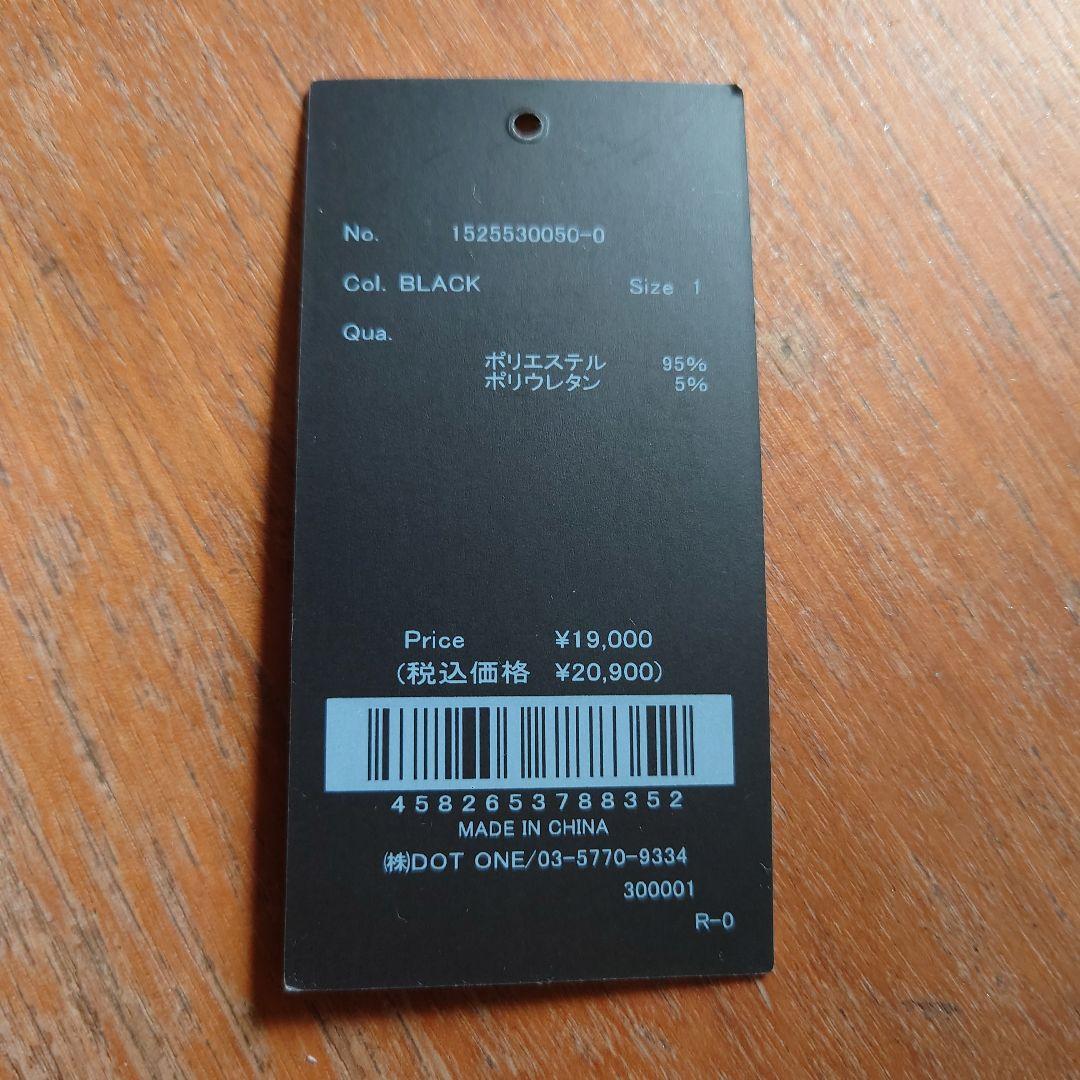 No. 1525530050-0
Col. BLACK Size 1
Qua.
ポリエステル 95%
ポリウレタン 5%
Price ¥19,000
(税込価格 ¥20,900)
4582653788352
MADE IN CHINA
㈱DOT ONE/03-5770-9334
300001
R-0